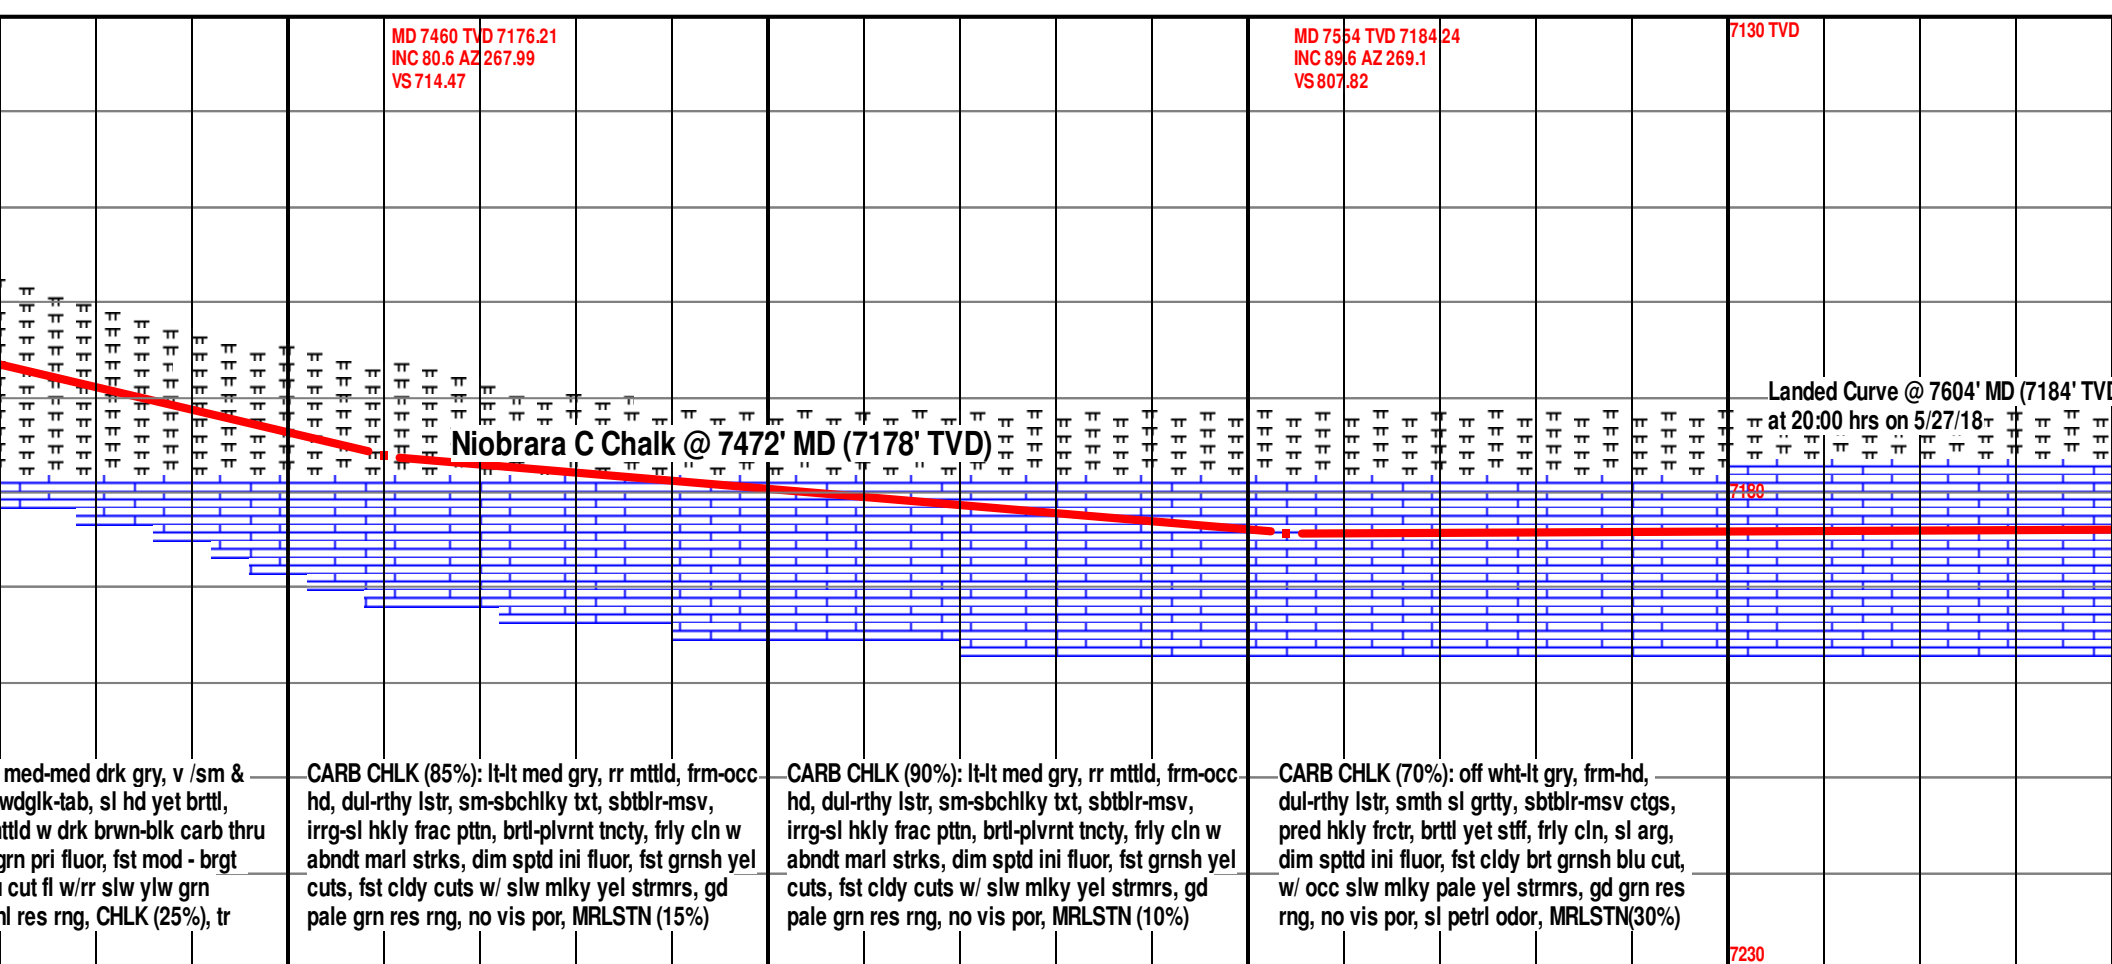 MD 7460 TVD 7176.21
INC 80.6 AZ 267.99
VS 714.47
MD 7554 TVD 7184.24
INC 89.6 AZ 269.1
VS 807.82
7130 TVD
Landed Curve @ 7604' MD (7184' TVD
at 20:00 hrs on 5/27/18
Niobrara C Chalk @ 7472' MD (7178' TVD)
7180
med-med drk gry, v /sm &
wdglk-tab, sl hd yet brttl,
ttld w drk brwn-blk carb thru
grn pri fluor, fst mod - brgt
cut fl w/rr slw ylw grn
res rng, CHLK (25%), tr
CARB CHLK (85%): lt-lt med gry, rr mttld, frm-occ
hd, dul-rthy lstr, sm-sbchlky txt, sbtblr-msv,
irrg-sl hkly frac pttn, brtl-plvrnt tncty, frly cln w
abndt marl strks, dim sptd ini fluor, fst grnsh yel
cuts, fst cldy cuts w/ slw mlky yel strmrs, gd
pale grn res rng, no vis por, MRLSTN (15%)
CARB CHLK (90%): lt-lt med gry, rr mttld, frm-occ
hd, dul-rthy lstr, sm-sbchlky txt, sbtblr-msv,
irrg-sl hkly frac pttn, brtl-plvrnt tncty, frly cln w
abndt marl strks, dim sptd ini fluor, fst grnsh yel
cuts, fst cldy cuts w/ slw mlky yel strmrs, gd
pale grn res rng, no vis por, MRLSTN (10%)
CARB CHLK (70%): off wht-lt gry, frm-hd,
dul-rthy lstr, smth sl grtty, sbtblr-msv ctgs,
pred hkly frctr, brttl yet stff, frly cln, sl arg,
dim spttd ini fluor, fst cldy brt grnsh blu cut,
w/ occ slw mlky pale yel strmrs, gd grn res
rng, no vis por, sl petrl odor, MRLSTN(30%)
7230